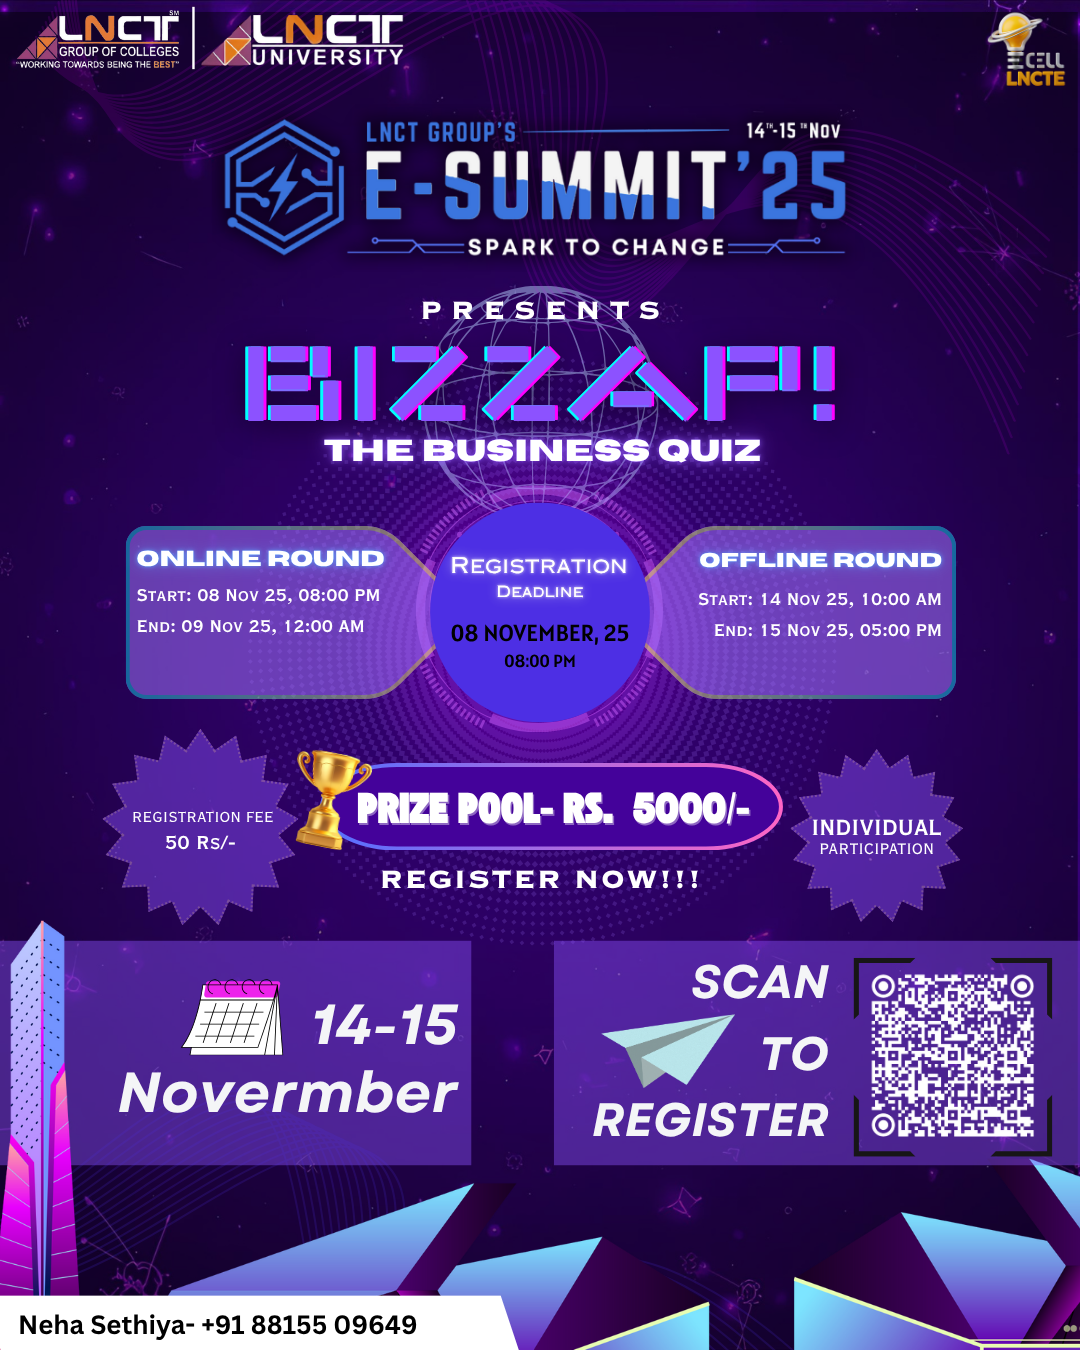 LNCT SM
GROUP OF COLLEGES
"WORKING TOWARDS BEING THE BEST"
LNCT
UNIVERSITY
ECELL
LNCTE
LNCT GROUP'S
14TH-15THNOV
E-SUMMIT'25
SPARK TO CHANGE
PRESENTS
BIZZAP!
THE BUSINESS QUIZ
ONLINE ROUND
START: 08 NOV 25, 08:00 PM
END: 09 NOV 25, 12:00 AM
REGISTRATION
DEADLINE
08 NOVEMBER, 25
08:00 PM
OFFLINE ROUND
START: 14 NOV 25, 10:00 AM
END: 15 NOV 25, 05:00 PM
REGISTRATION FEE
50 RS/-
PRIZE POOL- RS. 5000/-
INDIVIDUAL
PARTICIPATION
REGISTER NOW!!!
14-15
Novermber
SCAN
TO
REGISTER
Neha Sethiya- +91 88155 09649